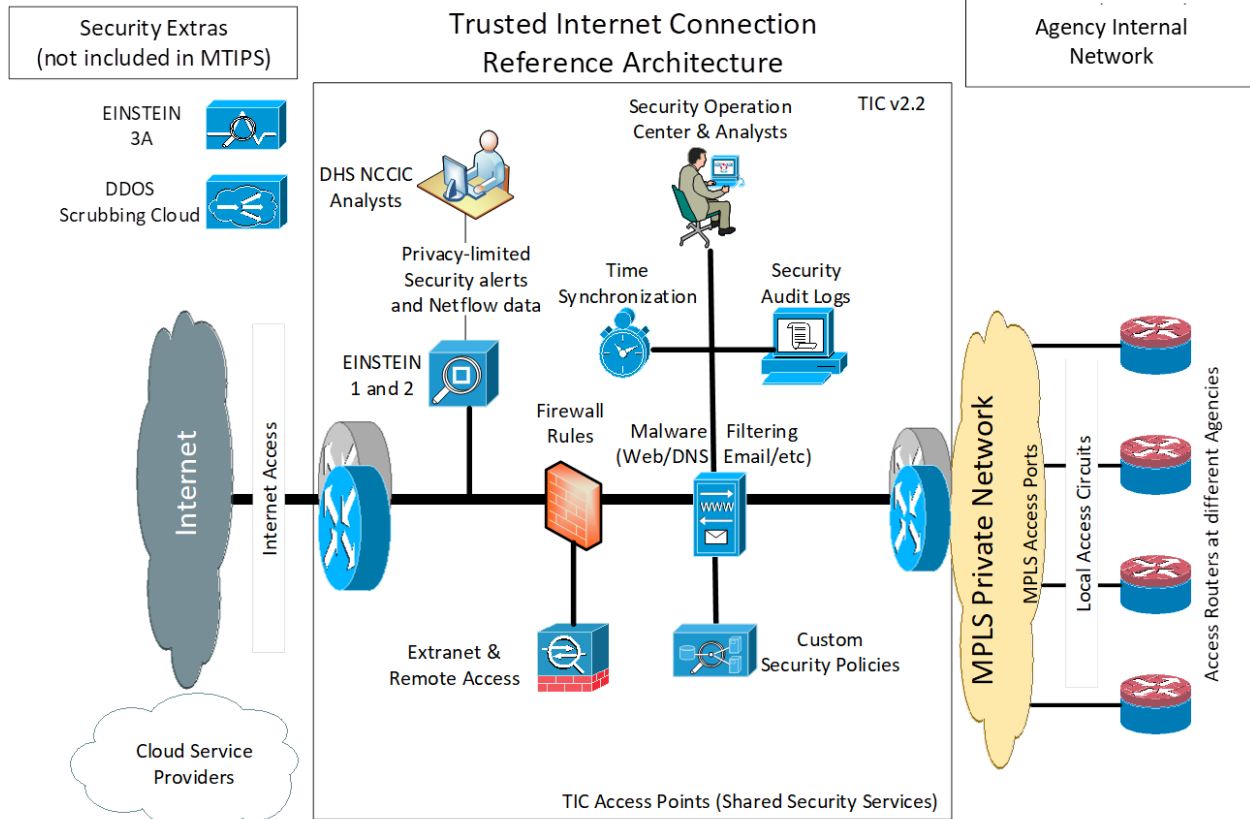 Security Extras
(not included in MTIPS)
Trusted Internet Connection
Reference Architecture
Agency Internal
Network
EINSTEIN
3A
DDOS
Scrubbing Cloud
TIC v2.2
Security Operation
Center & Analysts
DHS NCCIC
Analysts
Privacy-limited
Security alerts
and Netflow data
Time
Synchronization
Security
Audit Logs
EINSTEIN
1 and 2
Firewall
Rules
Malware
(Web/DNS
Filtering
Email/etc)
WWW
Internet
Internet Access
MPLS Private Network
MPLS Access Ports
Local Access Circuits
Access Routers at different Agencies
Extranet &
Remote Access
Custom
Security Policies
Cloud Service
Providers
TIC Access Points (Shared Security Services)